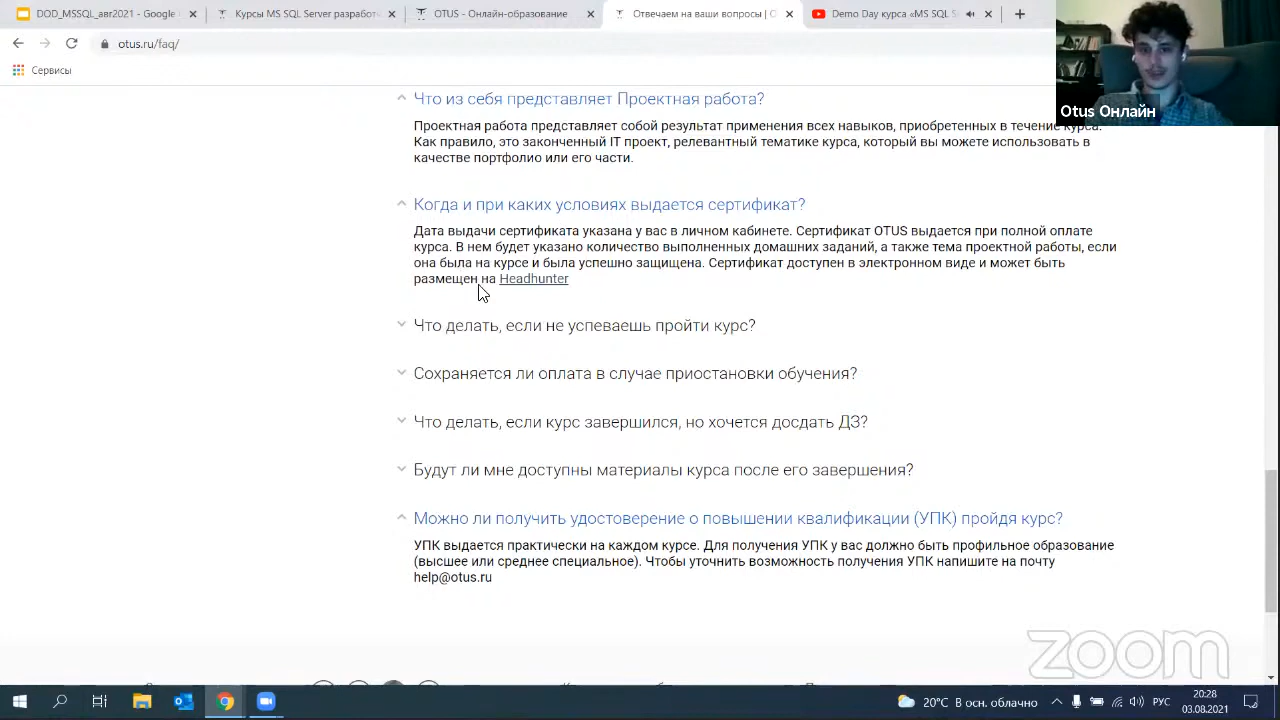 DOD_MSSQL_авг2021 - Google
Курсы MS SQL Server разработ
OTUS - Онлайн-образование
Отвечаем на ваши вопросы | С
Demo Day курса «MS SQL S
otus.ru/faq/
Сервисы
Otus Онлайн
Что из себя представляет Проектная работа?
Проектная работа представляет собой результат применения всех навыков, приобретенных в течение курса.
Как правило, это законченный IT проект, релевантный тематике курса, который вы можете использовать в
качестве портфолио или его части.
Когда и при каких условиях выдается сертификат?
Дата выдачи сертификата указана у вас в личном кабинете. Сертификат OTUS выдается при полной оплате
курса. В нем будет указано количество выполненных домашних заданий, а также тема проектной работы, если
она была на курсе и была успешно защищена. Сертификат доступен в электронном виде и может быть
размещен на Headhunter
Что делать, если не успеваешь пройти курс?
Сохраняется ли оплата в случае приостановки обучения?
Что делать, если курс завершился, но хочется досдать ДЗ?
Будут ли мне доступны материалы курса после его завершения?
Можно ли получить удостоверение о повышении квалификации (УПК) пройдя курс?
УПК выдается практически на каждом курсе. Для получения УПК у вас должно быть профильное образование
(высшее или среднее специальное). Чтобы уточнить возможность получения УПК напишите на почту
help@otus.ru
zoom
20°C В осн. облачно
РУС
20:28
03.08.2021